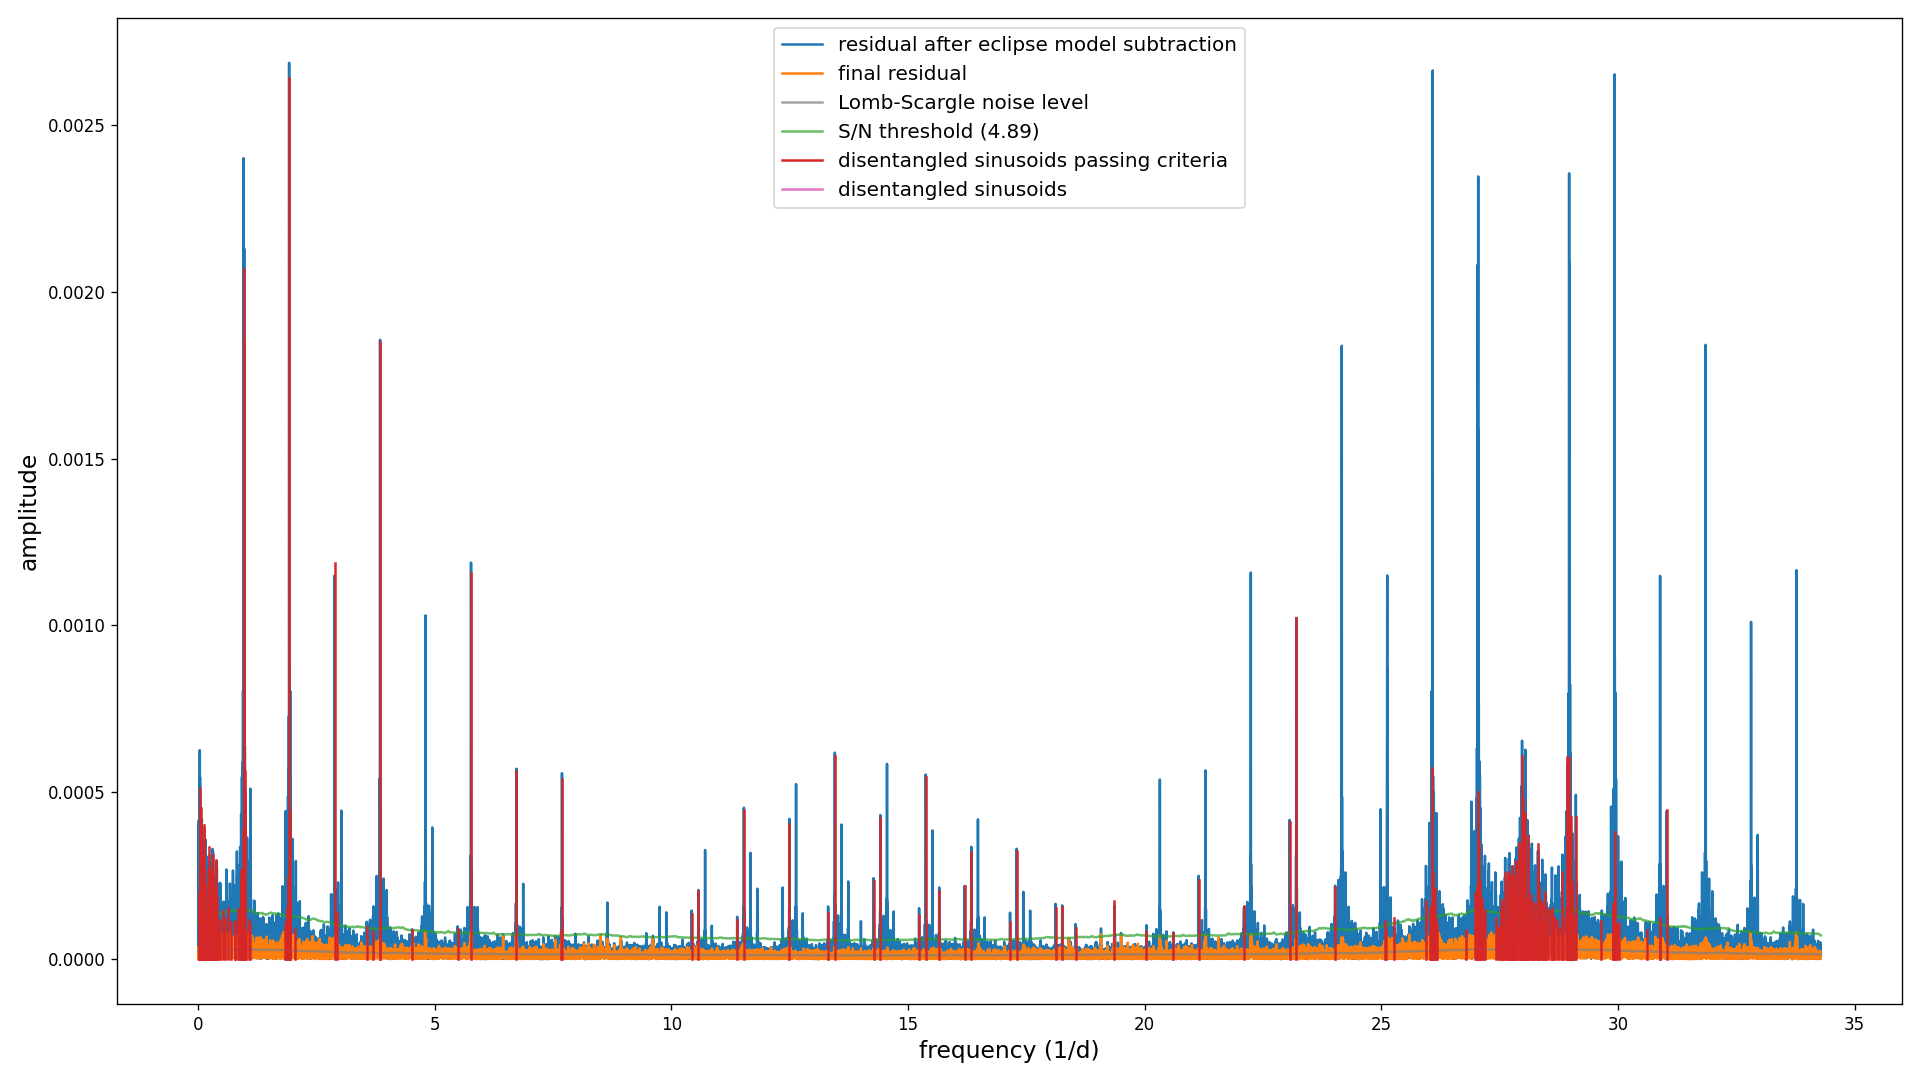 residual after eclipse model subtraction
final residual
Lomb-Scargle noise level
S/N threshold (4.89)
disentangled sinusoids passing criteria
disentangled sinusoids
amplitude
0.0025
0.0020
0.0015
0.0010
0.0005
0.0000
0 5 10 15 20 25 30 35
frequency (1/d)